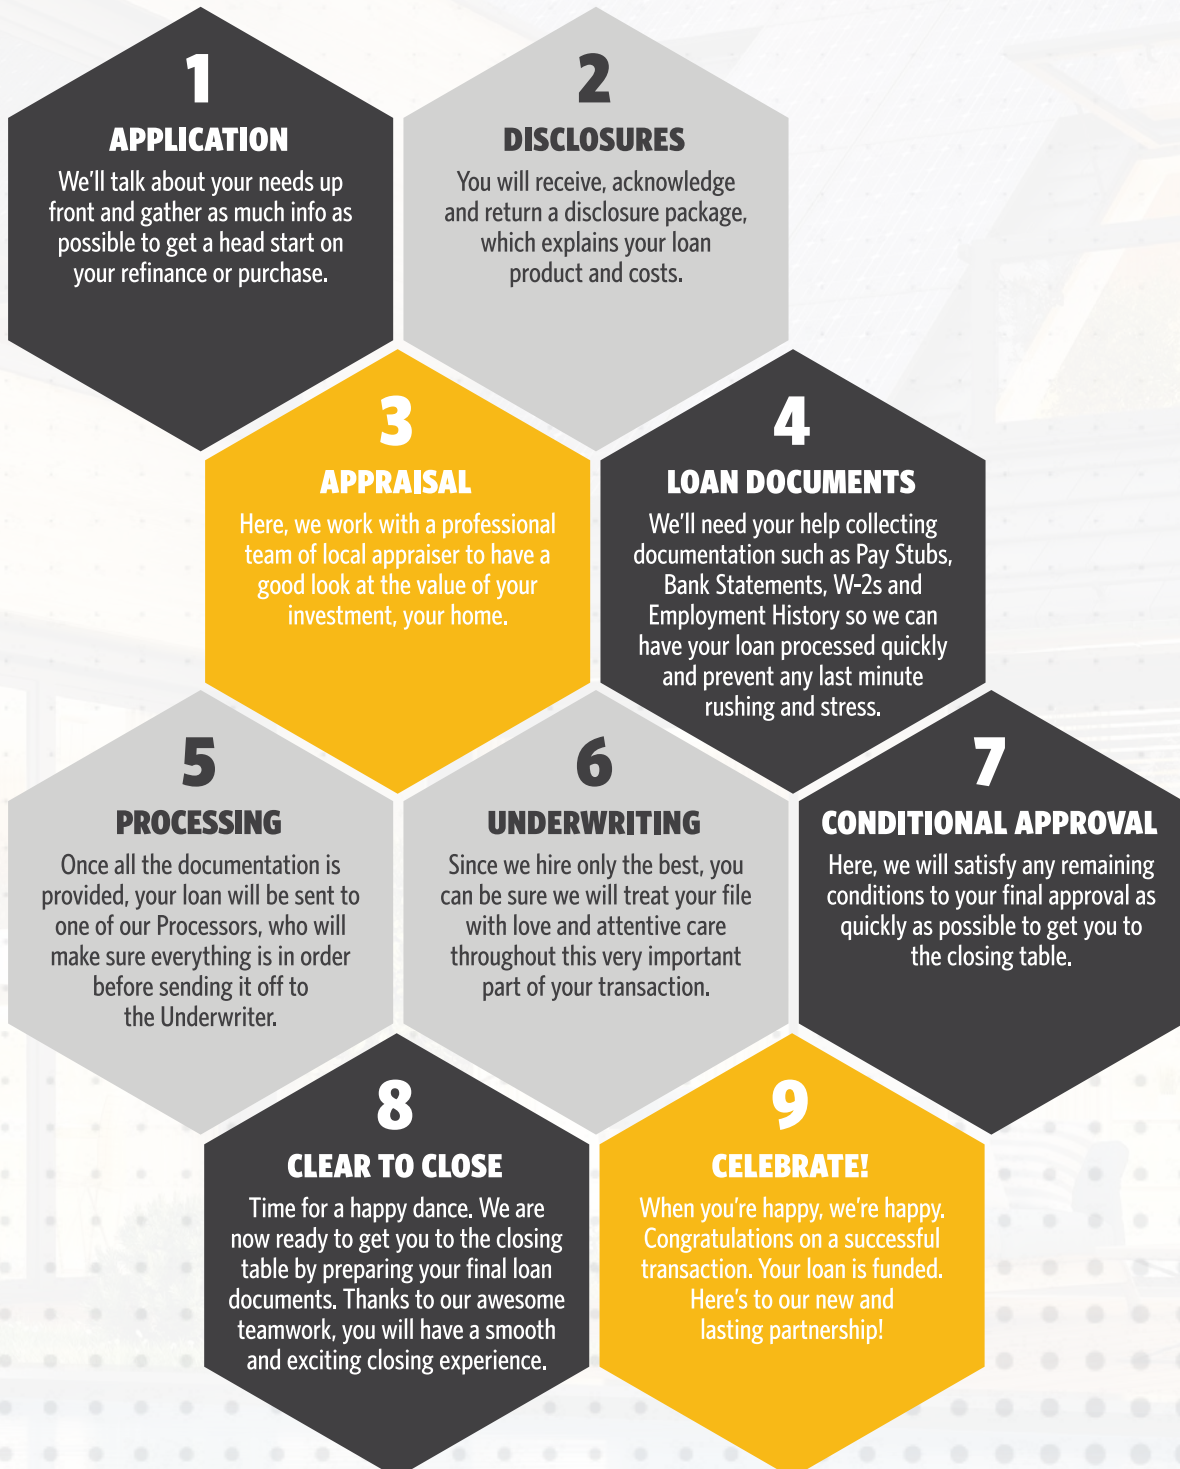 1
APPLICATION
We'll talk about your needs up
front and gather as much info as
possible to get a head start on
your refinance or purchase.
2
DISCLOSURES
You will receive, acknowledge
and return a disclosure package,
which explains your loan
product and costs.
3
APPRAISAL
Here, we work with a professional
team of local appraiser to have a
good look at the value of your
investment, your home.
4
LOAN DOCUMENTS
We'll need your help collecting
documentation such as Pay Stubs,
Bank Statements, W-2s and
Employment History so we can
have your loan processed quickly
and prevent any last minute
rushing and stress.
5
PROCESSING
Once all the documentation is
provided, your loan will be sent to
one of our Processors, who will
make sure everything is in order
before sending it off to
the Underwriter.
6
UNDERWRITING
Since we hire only the best, you
can be sure we will treat your file
with love and attentive care
throughout this very important
part of your transaction.
7
CONDITIONAL APPROVAL
Here, we will satisfy any remaining
conditions to your final approval as
quickly as possible to get you to
the closing table.
8
CLEAR TO CLOSE
Time for a happy dance. We are
now ready to get you to the closing
table by preparing your final loan
documents. Thanks to our awesome
teamwork, you will have a smooth
and exciting closing experience.
9
CELEBRATE!
When you're happy, we're happy.
Congratulations on a successful
transaction. Your loan is funded.
Here's to our new and
lasting partnership!